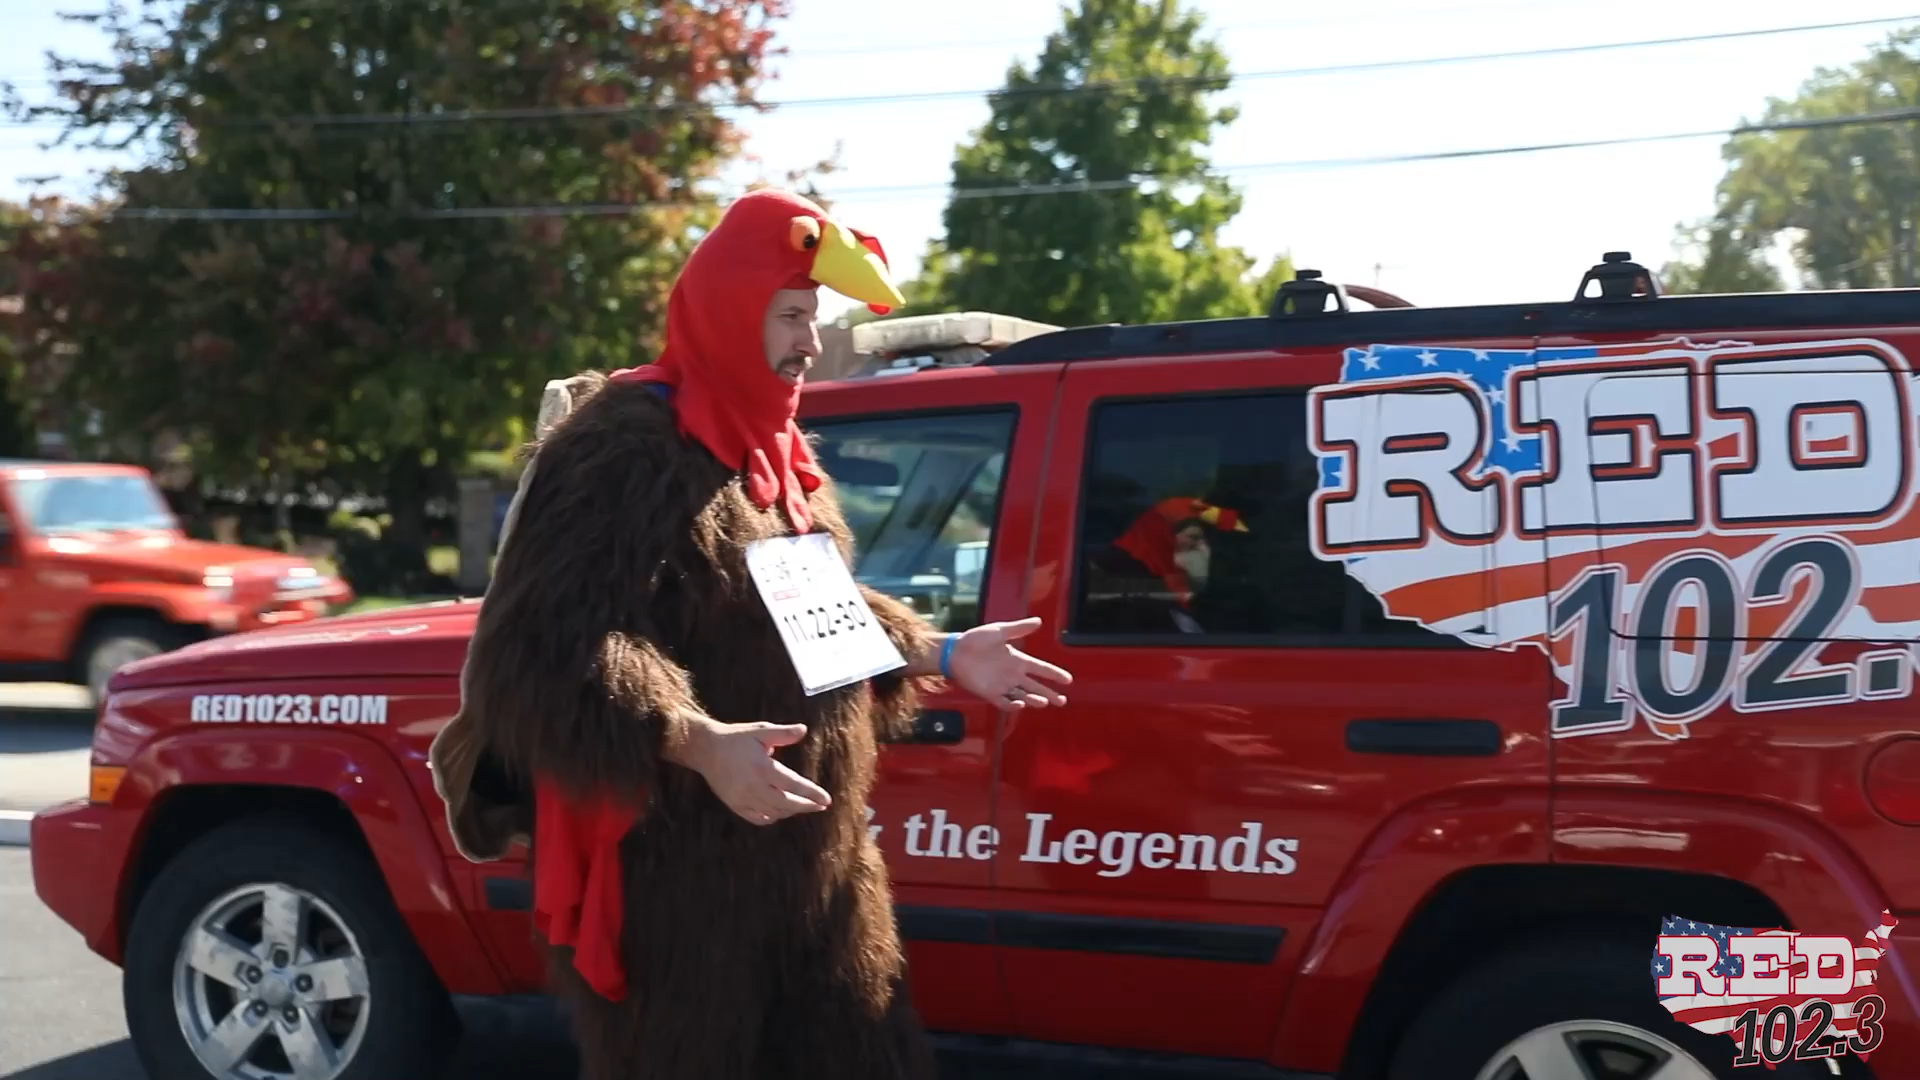 RED
102.
RED1023.COM
11.22-30
& the Legends
RED
102.3